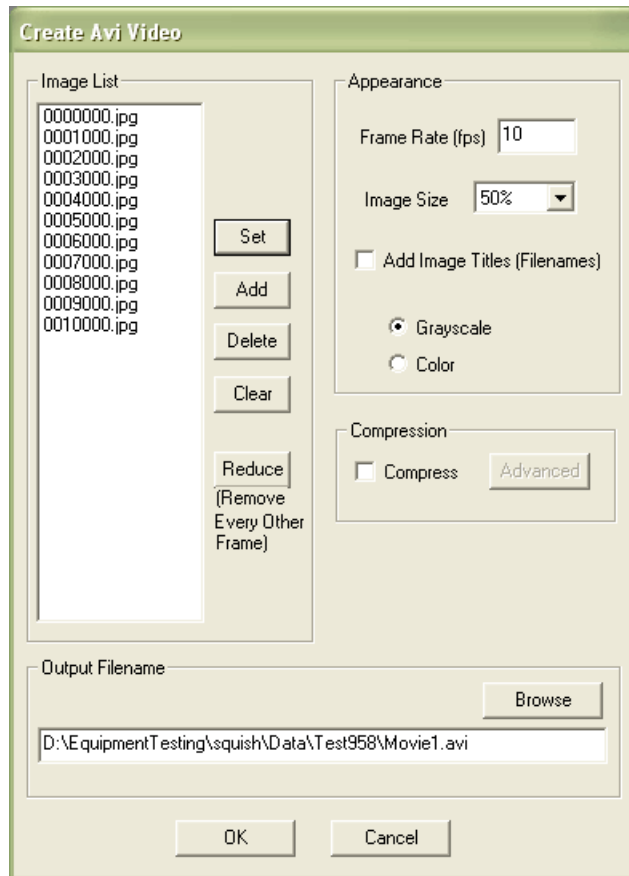 Create Avi Video
Image List
0000000.jpg
0001000.jpg
0002000.jpg
0003000.jpg
0004000.jpg
0005000.jpg
0006000.jpg
0007000.jpg
0008000.jpg
0009000.jpg
0010000.jpg
Set
Add
Delete
Clear
Reduce
(Remove
Every Other
Frame)
Appearance
Frame Rate (fps) 10
Image Size 50%
Add Image Titles (Filenames)
Grayscale
Color
Compression
Compress Advanced
Output Filename
Browse
D:\EquipmentTesting\squish\Data\Test958\Movie1.avi
OK Cancel